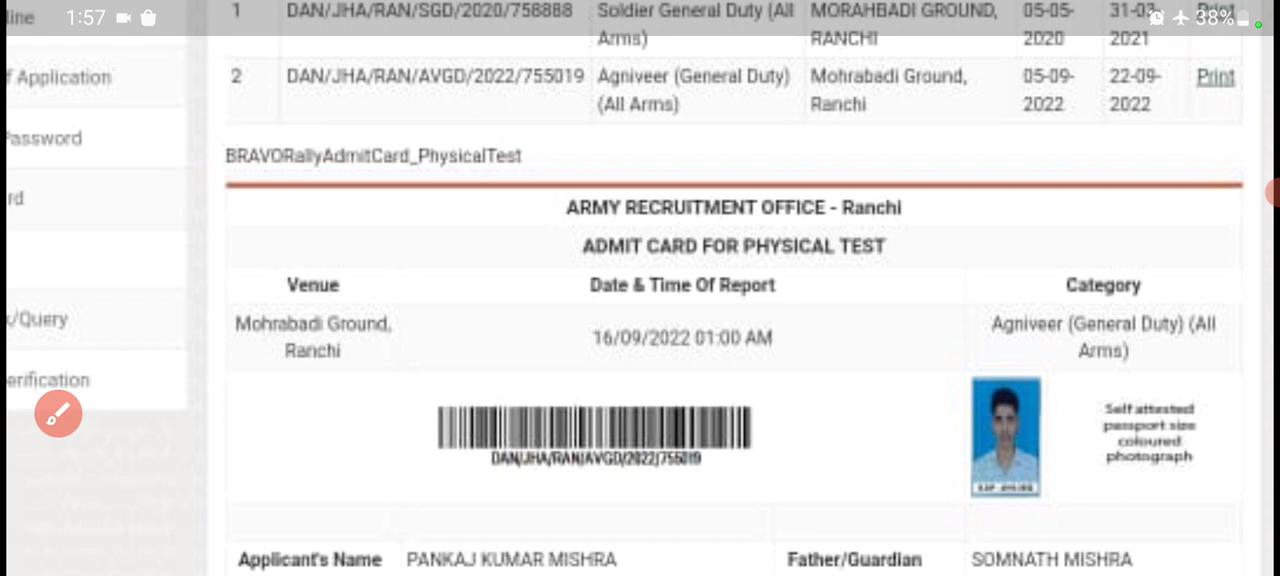 1:57
38%
line
1 DAN/JHA/RAN/SGD/2020/758888 Soldier General Duty (All MORAHBADI GROUND, 05-05- 31-03- Print
Arms) RANCHI 2020 2021
f Application
2 DAN/JHA/RAN/AVGD/2022/755019 Agniveer (General Duty) Mohrabadi Ground, 05-09- 22-09- Print
(All Arms) Ranchi 2022 2022
Password
BRAVORallyAdmitCard_PhysicalTest
rd
ARMY RECRUITMENT OFFICE - Ranchi
ADMIT CARD FOR PHYSICAL TEST
Venue Date & Time Of Report Category
k/Query
Mohrabadi Ground, 16/09/2022 01:00 AM Agniveer (General Duty) (All
Ranchi Arms)
erification
Self attested
passport size
coloured
photograph
DAN/JHA/RAN/AVGD/2022/755019
Applicant's Name PANKAJ KUMAR MISHRA Father/Guardian SOMNATH MISHRA